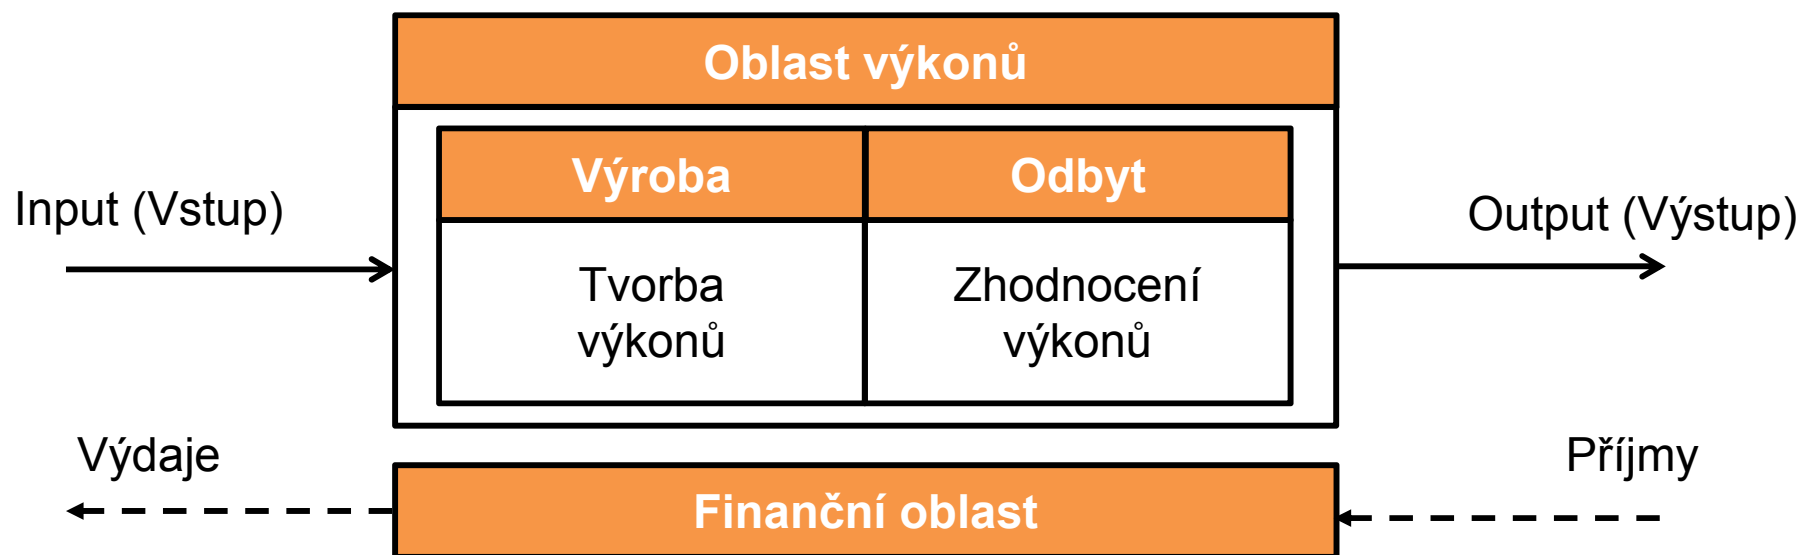 Oblast výkonů
Výroba
Odbyt
Input (Vstup)
Output (Výstup)
Tvorba
výkonů
Zhodnocení
výkonů
Výdaje
Příjmy
Finanční oblast